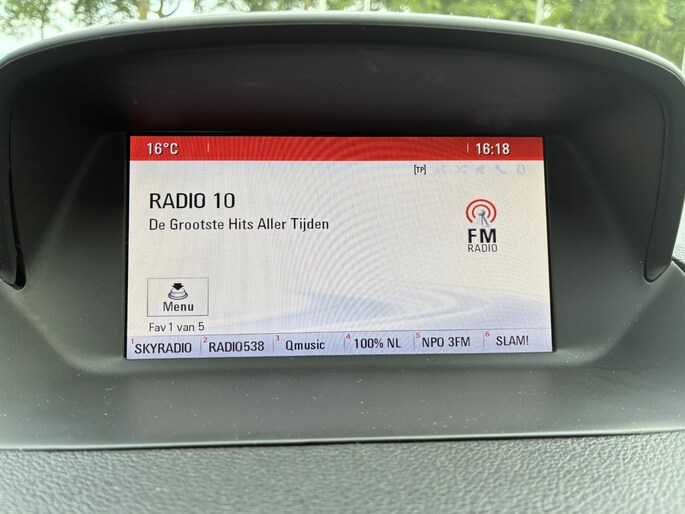 16°C 16:18
[TP]
RADIO 10
De Grootste Hits Aller Tijden
FM
RADIO
Menu
Fav 1 van 5
1 SKYRADIO 2 RADIO538 3 Qmusic 4 100% NL 5 NPO 3FM 6 SLAM!